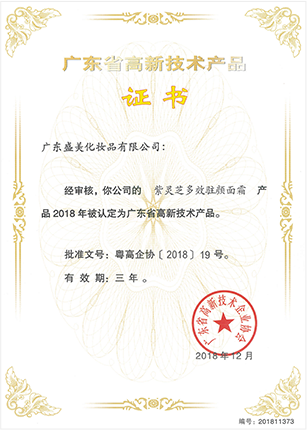 广东省高新技术产品
证书
广东盛美化妆品有限公司：
经审核，你公司的 紫灵芝多效驻颜面霜 产
品2018年被认定为广东省高新技术产品。
批准文号：粤高企协〔2018〕19号。
有效期：三年。
广东省高新技术企业协会
2018年12月
编号：201811373